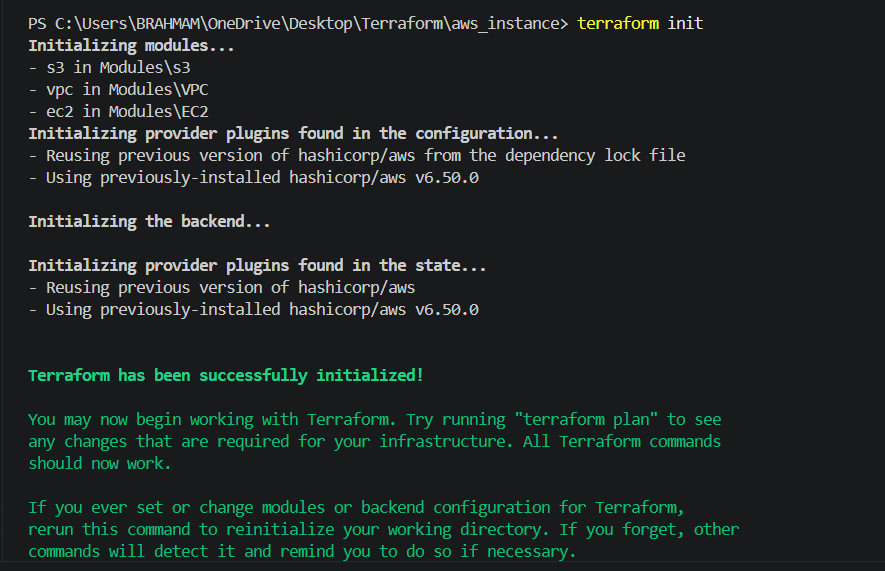 PS C:\Users\BRAHMAM\OneDrive\Desktop\Terraform\aws_instance> terraform init
Initializing modules...
- s3 in Modules\s3
- vpc in Modules\VPC
- ec2 in Modules\EC2
Initializing provider plugins found in the configuration...
- Reusing previous version of hashicorp/aws from the dependency lock file
- Using previously-installed hashicorp/aws v6.50.0
Initializing the backend...
Initializing provider plugins found in the state...
- Reusing previous version of hashicorp/aws
- Using previously-installed hashicorp/aws v6.50.0
Terraform has been successfully initialized!
You may now begin working with Terraform. Try running "terraform plan" to see
any changes that are required for your infrastructure. All Terraform commands
should now work.
If you ever set or change modules or backend configuration for Terraform,
rerun this command to reinitialize your working directory. If you forget, other
commands will detect it and remind you to do so if necessary.